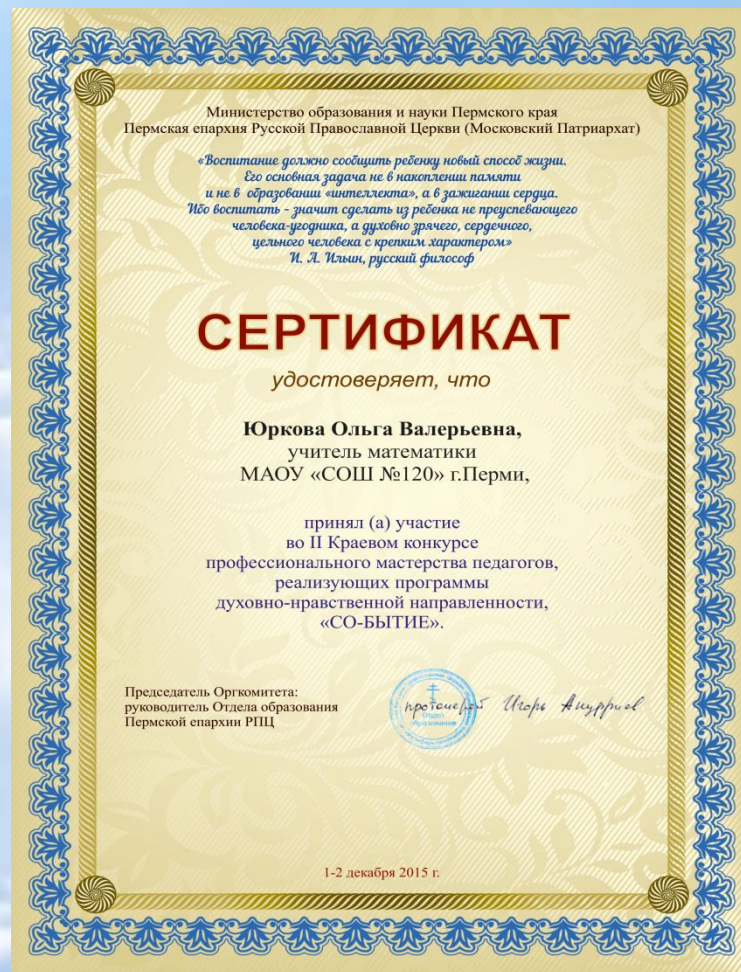 Министерство образования и науки Пермского края
Пермская епархия Русской Православной Церкви (Московский Патриархат)
«Воспитание должно сообщить ребенку новый способ жизни.
Его основная задача не в накоплении памяти
и не в образовании «интеллекта», а в зажигании сердца.
Ибо воспитать - значит сделать из ребенка не преуспевающего
человека-угодника, а духовно зрячего, сердечного,
цельного человека с крепким характером»
И. А. Ильин, русский философ
СЕРТИФИКАТ
удостоверяет, что
Юркова Ольга Валерьевна,
учитель математики
МАОУ «СОШ №120» г.Перми,
принял (а) участие
во II Краевом конкурсе
профессионального мастерства педагогов,
реализующих программы
духовно-нравственной направленности,
«СО-БЫТИЕ».
Председатель Оргкомитета:
руководитель Отдела образования
Пермской епархии РПЦ
протоиерей Игорь Ануфриев
Отдел
образования
1-2 декабря 2015 г.